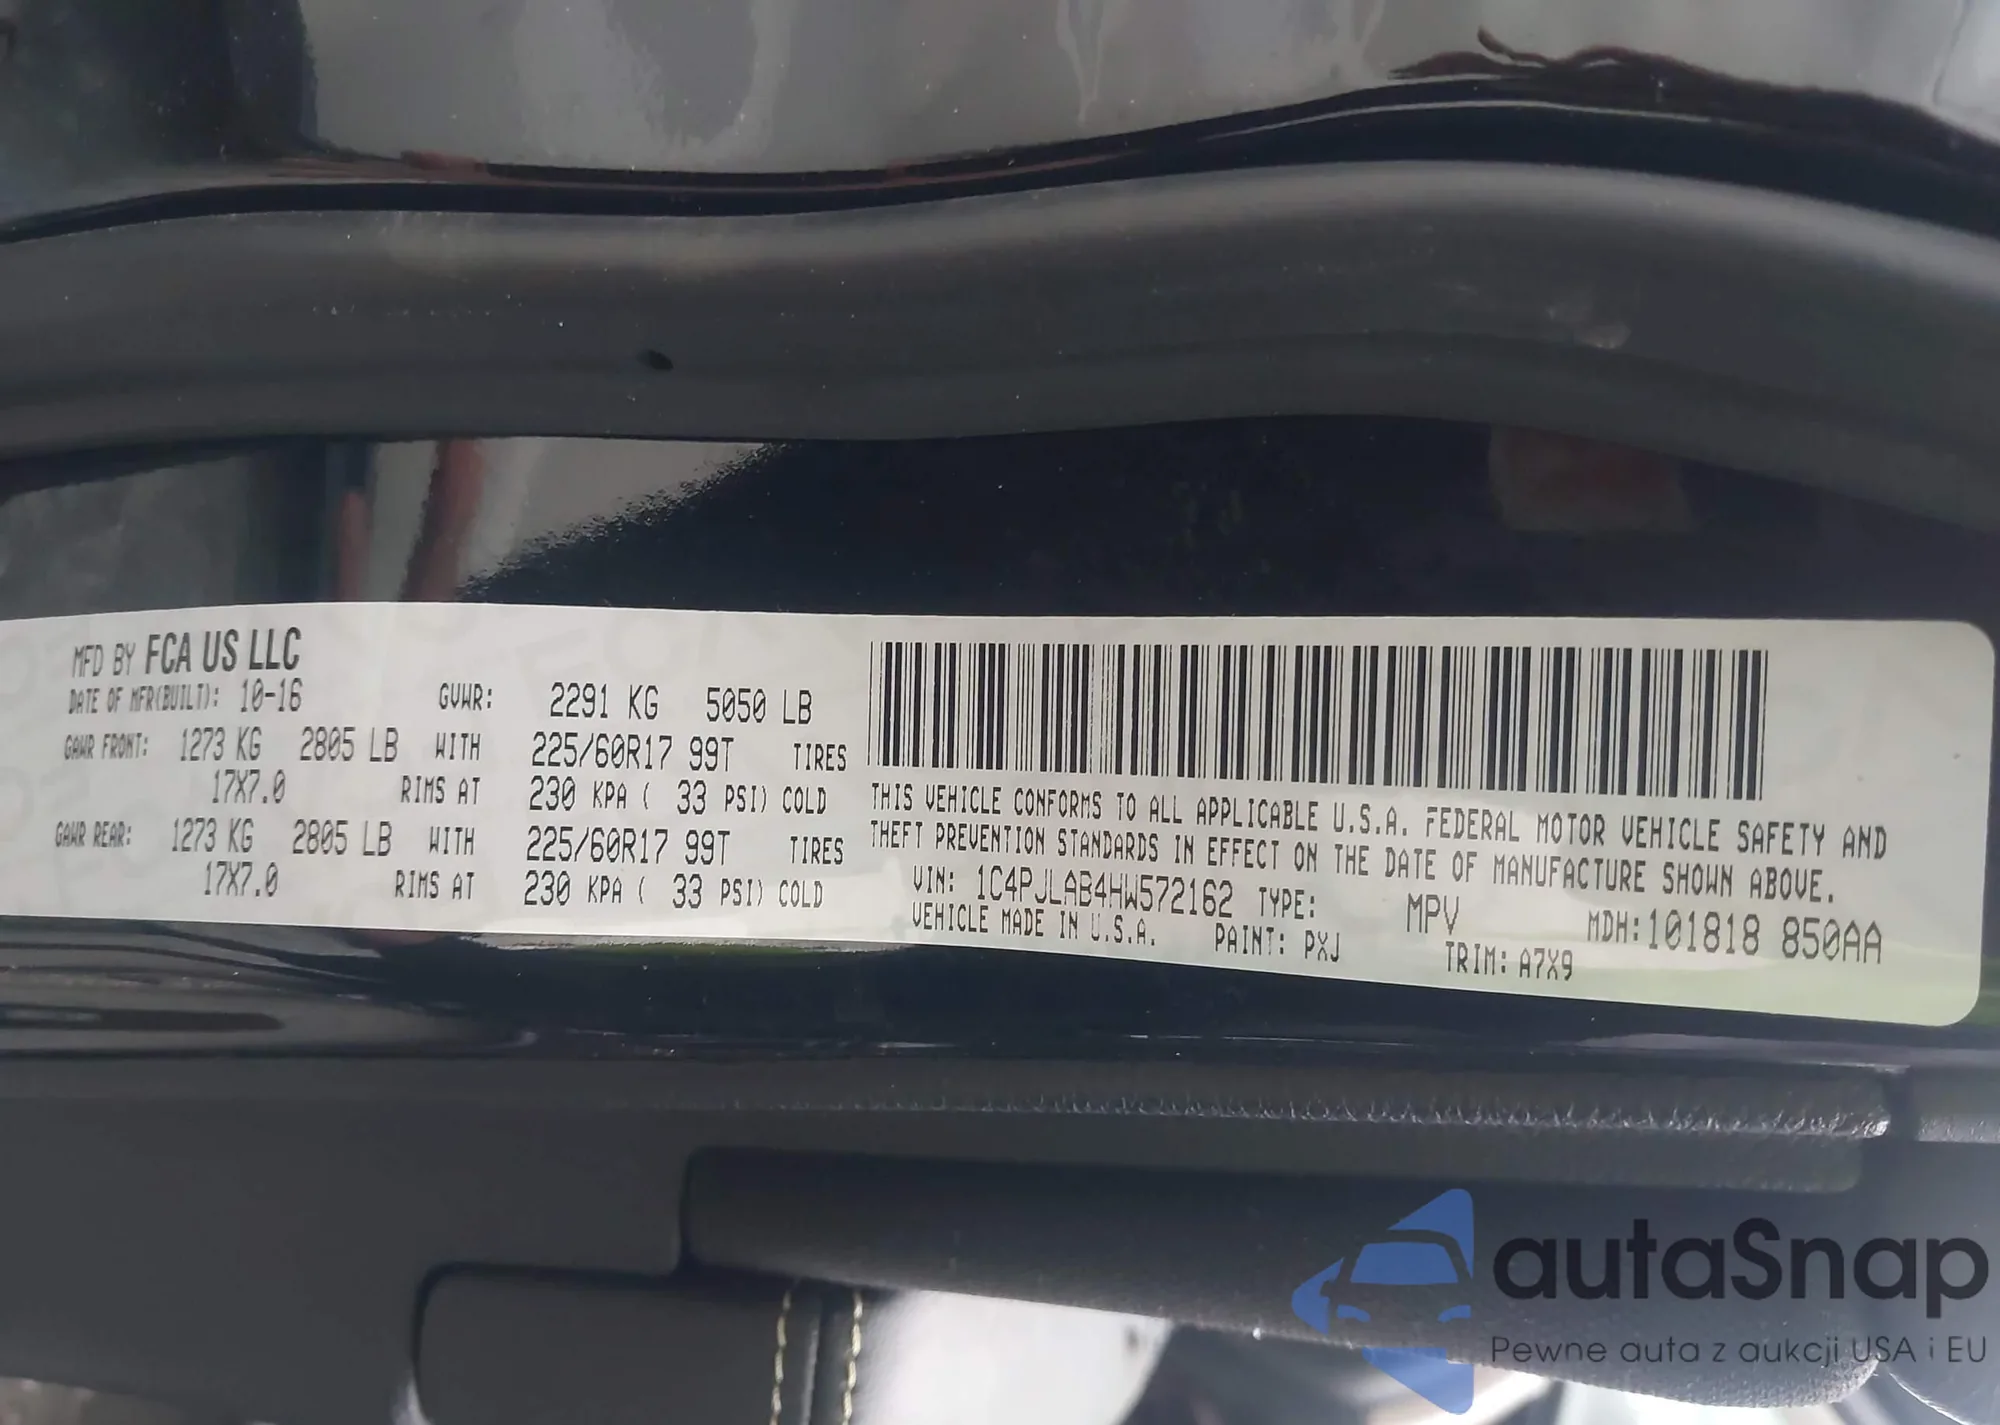 MFD BY FCA US LLC
DATE OF MFR(BUILT): 10-16 GVWR: 2291 KG 5050 LB
GAWR FRONT: 1273 KG 2805 LB WITH 225/60R17 99T TIRES
17X7.0 RIMS AT 230 KPA ( 33 PSI) COLD
GAWR REAR: 1273 KG 2805 LB WITH 225/60R17 99T TIRES
17X7.0 RIMS AT 230 KPA ( 33 PSI) COLD
THIS VEHICLE CONFORMS TO ALL APPLICABLE U.S.A. FEDERAL MOTOR VEHICLE SAFETY AND
THEFT PREVENTION STANDARDS IN EFFECT ON THE DATE OF MANUFACTURE SHOWN ABOVE.
VIN: 1C4PJLAB4HW572162 TYPE: MPV MDH:101818 850AA
VEHICLE MADE IN U.S.A. PAINT: PXJ TRIM: A7X9
autaSnap
Pewne auta z aukcji USA i EU